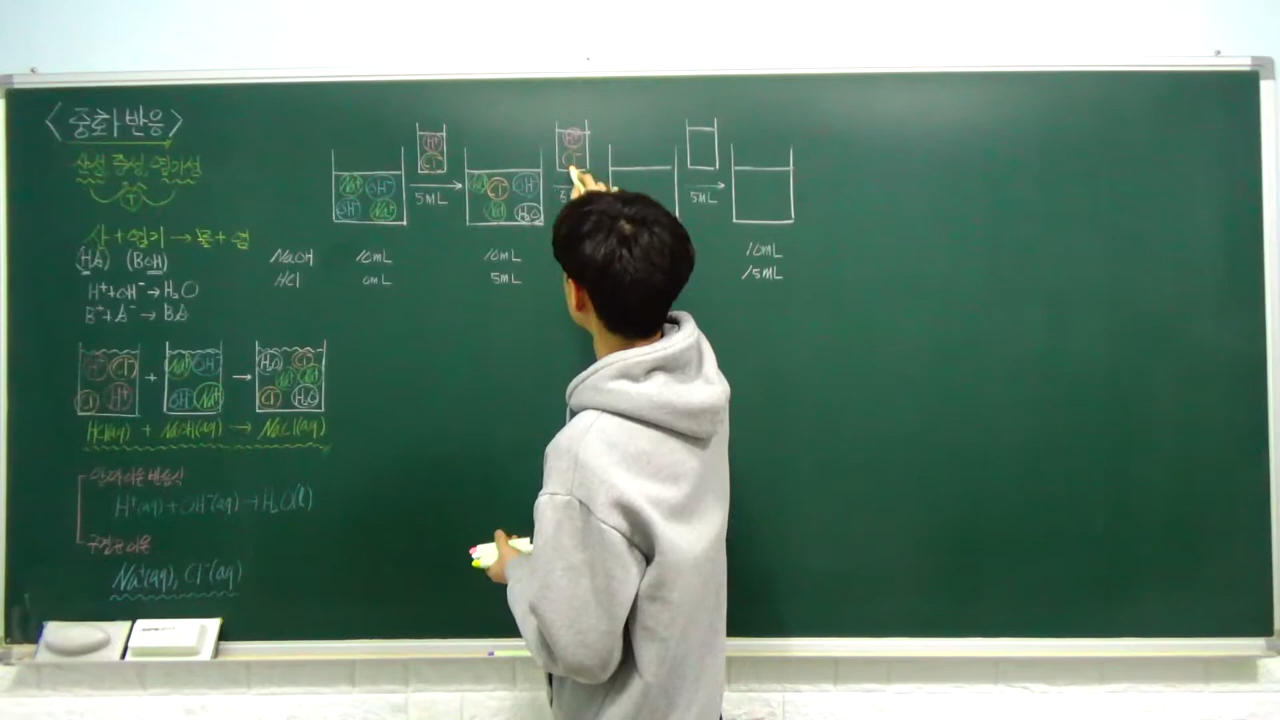 <중화 반응>
산성, 중성, 염기성
T
산 + 염기 → 물 + 염
(HA) (BOH)
H⁺ + OH⁻ → H₂O
B⁺ + A⁻ → BA
H⁺ Cl⁻
Cl⁻ H⁺
+
Na⁺ OH⁻
OH⁻ Na⁺
→
H₂O Cl⁻
Na⁺ Na⁺
Cl⁻ H₂O
HCl(aq) + NaOH(aq) → NaCl(aq)
알짜 이온 반응식
H⁺(aq) + OH⁻(aq) → H₂O(l)
구경꾼 이온
Na⁺(aq), Cl⁻(aq)
Na⁺ OH⁻
OH⁻ Na⁺
H⁺
Cl⁻
5mL
Na⁺ Cl⁻ OH⁻
Na⁺ H₂O
H⁺
Cl⁻
5mL
NaOH 10mL 10mL 10mL
HCl 0mL 5mL 15mL